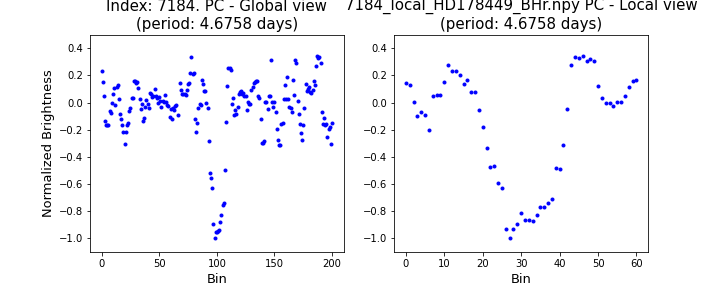 Index: 7184. PC - Global view
(period: 4.6758 days)
7184_local_HD178449_BHr.npy PC - Local view
(period: 4.6758 days)
Normalized Brightness
0.4
0.2
0.0
−0.2
−0.4
−0.6
−0.8
−1.0
0 50 100 150 200
Bin
0.4
0.2
0.0
−0.2
−0.4
−0.6
−0.8
−1.0
0 10 20 30 40 50 60
Bin